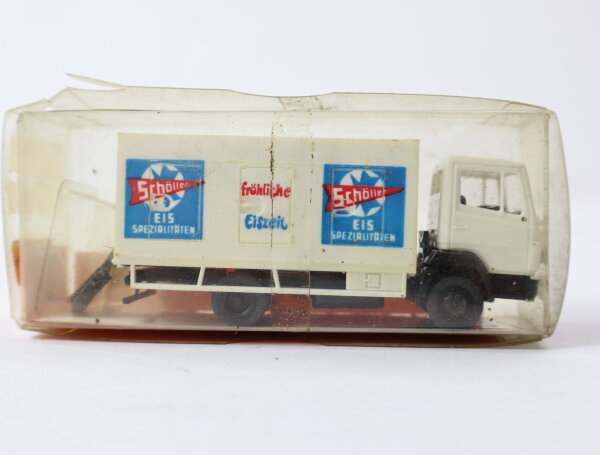 Schöller
EIS
SPEZIALITÄTEN
fröhliche
Eiszeit
Schöller
EIS
SPEZIALITÄTEN